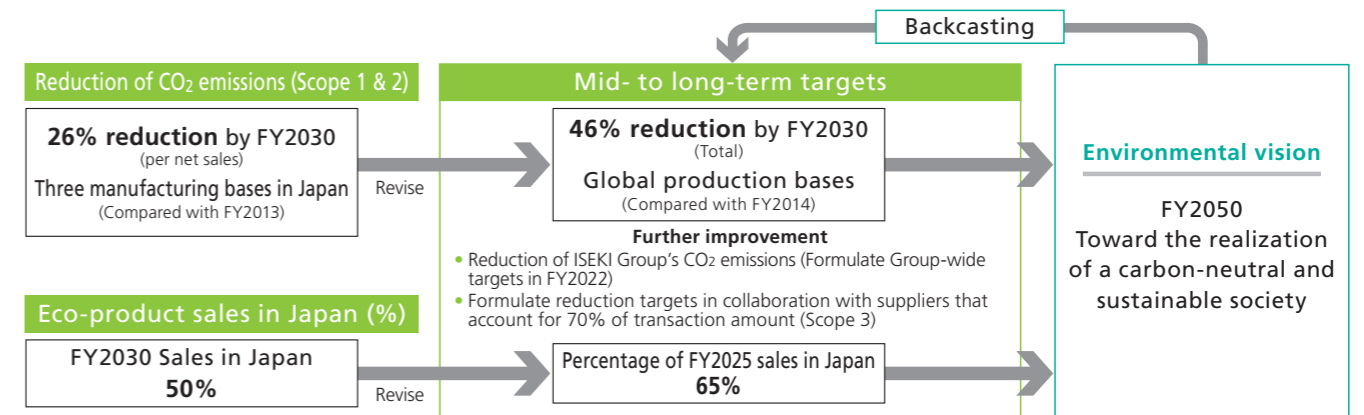 Backcasting
Reduction of CO2 emissions (Scope 1 & 2)
26% reduction by FY2030
(per net sales)
Three manufacturing bases in Japan
(Compared with FY2013)
Revise
Mid- to long-term targets
46% reduction by FY2030
(Total)
Global production bases
(Compared with FY2014)
Further improvement
• Reduction of ISEKI Group's CO2 emissions (Formulate Group-wide
targets in FY2022)
• Formulate reduction targets in collaboration with suppliers that
account for 70% of transaction amount (Scope 3)
Eco-product sales in Japan (%)
FY2030 Sales in Japan
50%
Revise
Percentage of FY2025 sales in Japan
65%
Environmental vision
FY2050
Toward the realization
of a carbon-neutral and
sustainable society